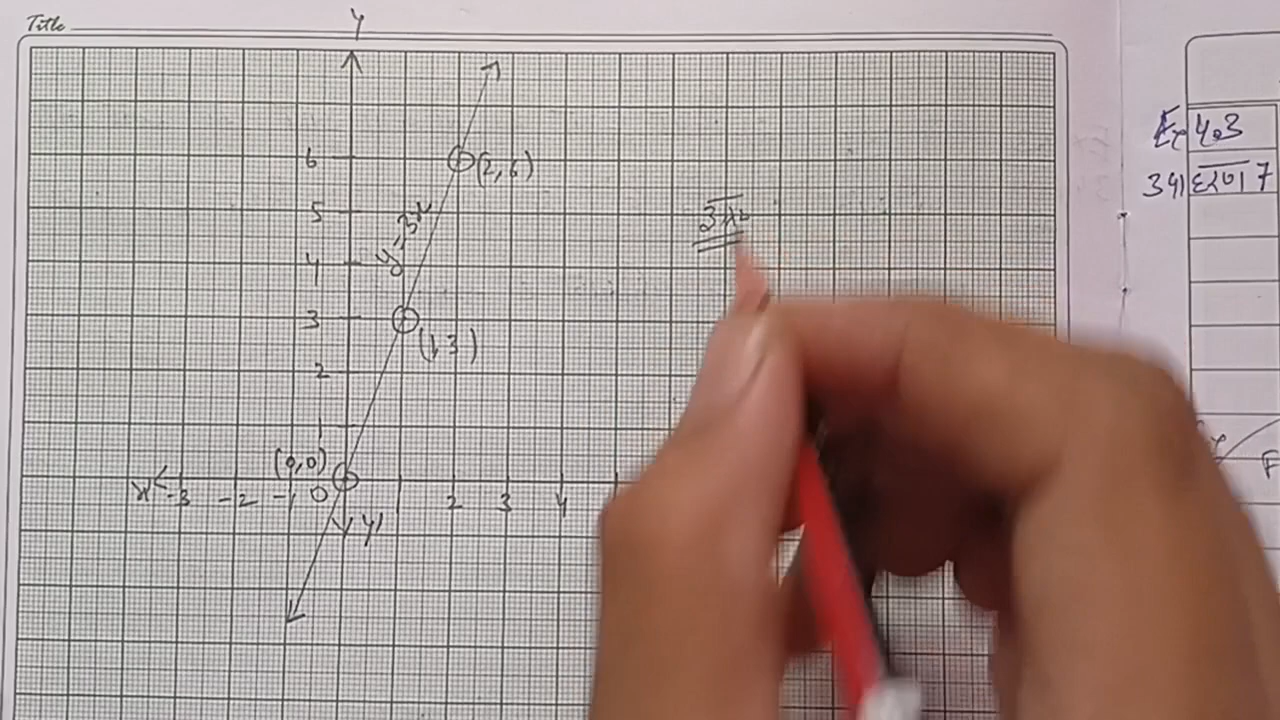 Title
Y
6
(2,6)
5
y=3x
4
3
(1,3)
2
1
(0,0)
X'
-3 -2 -1 0 2 3 4
Y'
Ex 4.3
F